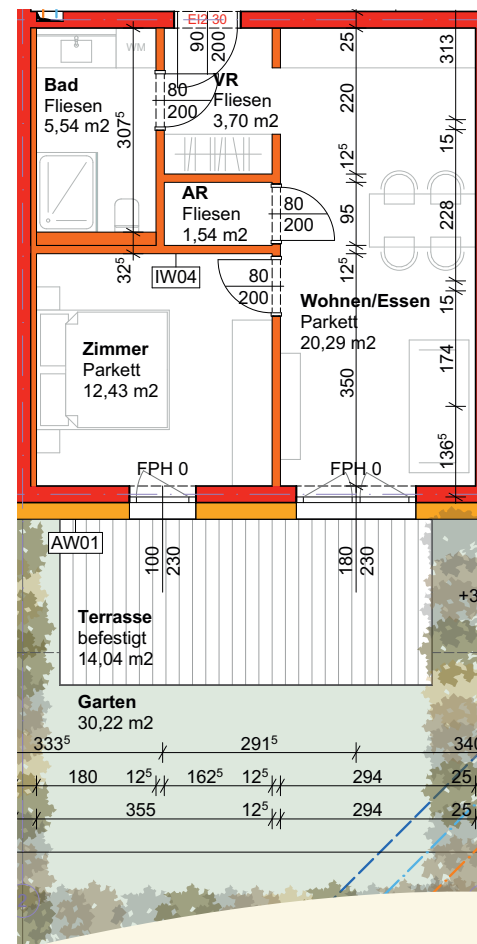 EI2 30
90
200
25
313
WM
Bad
Fliesen
5,54 m2
307⁵
80
200
VR
Fliesen
3,70 m2
220
15
12⁵
AR
Fliesen
1,54 m2
80
200
95
228
32⁵
IW04
80
200
12⁵
15
Wohnen/Essen
Parkett
20,29 m2
Zimmer
Parkett
12,43 m2
350
174
136⁵
FPH 0
FPH 0
AW01
100
230
180
230
+3
Terrasse
befestigt
14,04 m2
Garten
30,22 m2
333⁵
291⁵
340
180
12⁵
162⁵
12⁵
294
25
355
12⁵
294
25